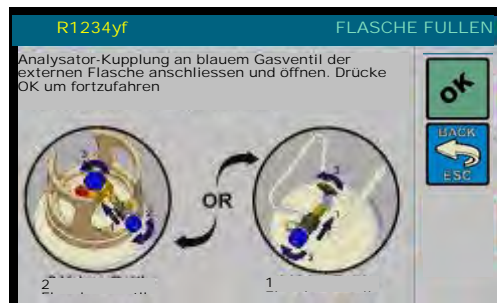 R1234yf
FLASCHE FULLEN
Analysator-Kupplung an blauem Gasventil der
externen Flasche anschliessen und öffnen. Drücke
OK um fortzufahren
OK
BACK
ESC
OR
2
1